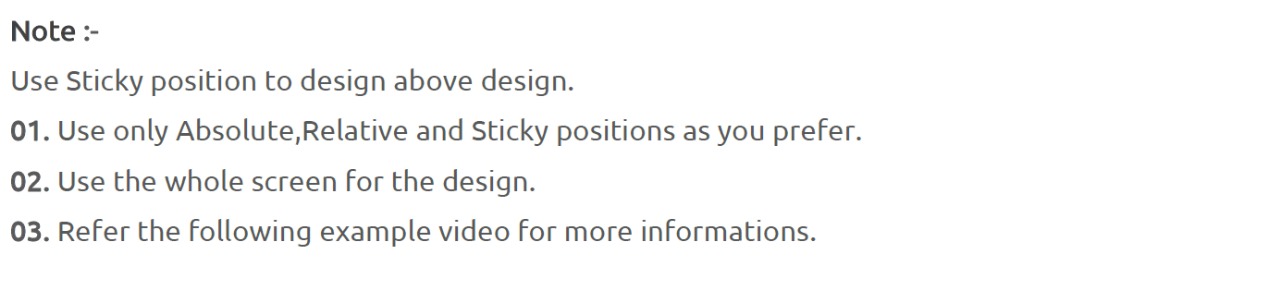 Note :-
Use Sticky position to design above design.
01. Use only Absolute,Relative and Sticky positions as you prefer.
02. Use the whole screen for the design.
03. Refer the following example video for more informations.